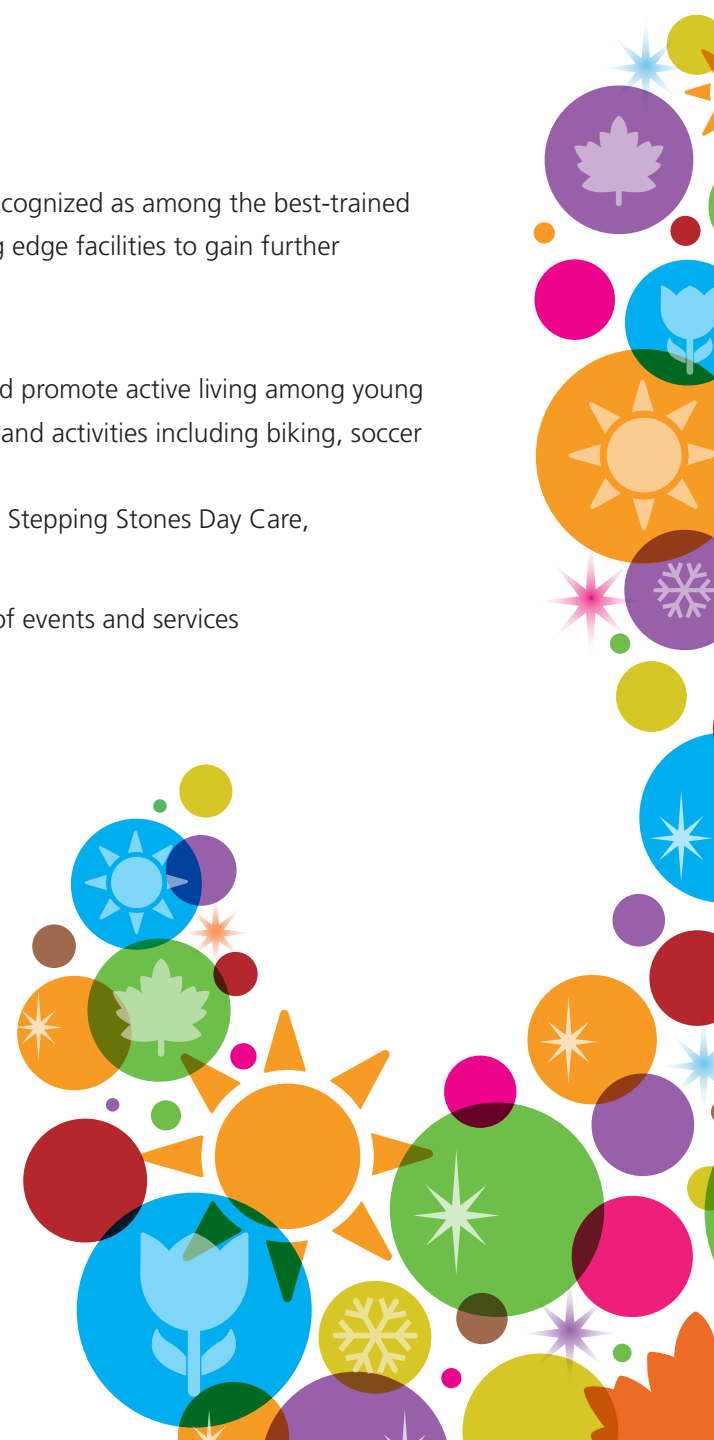 cognized as among the best-trained
edge facilities to gain further
promote active living among young
and activities including biking, soccer
Stepping Stones Day Care,
of events and services